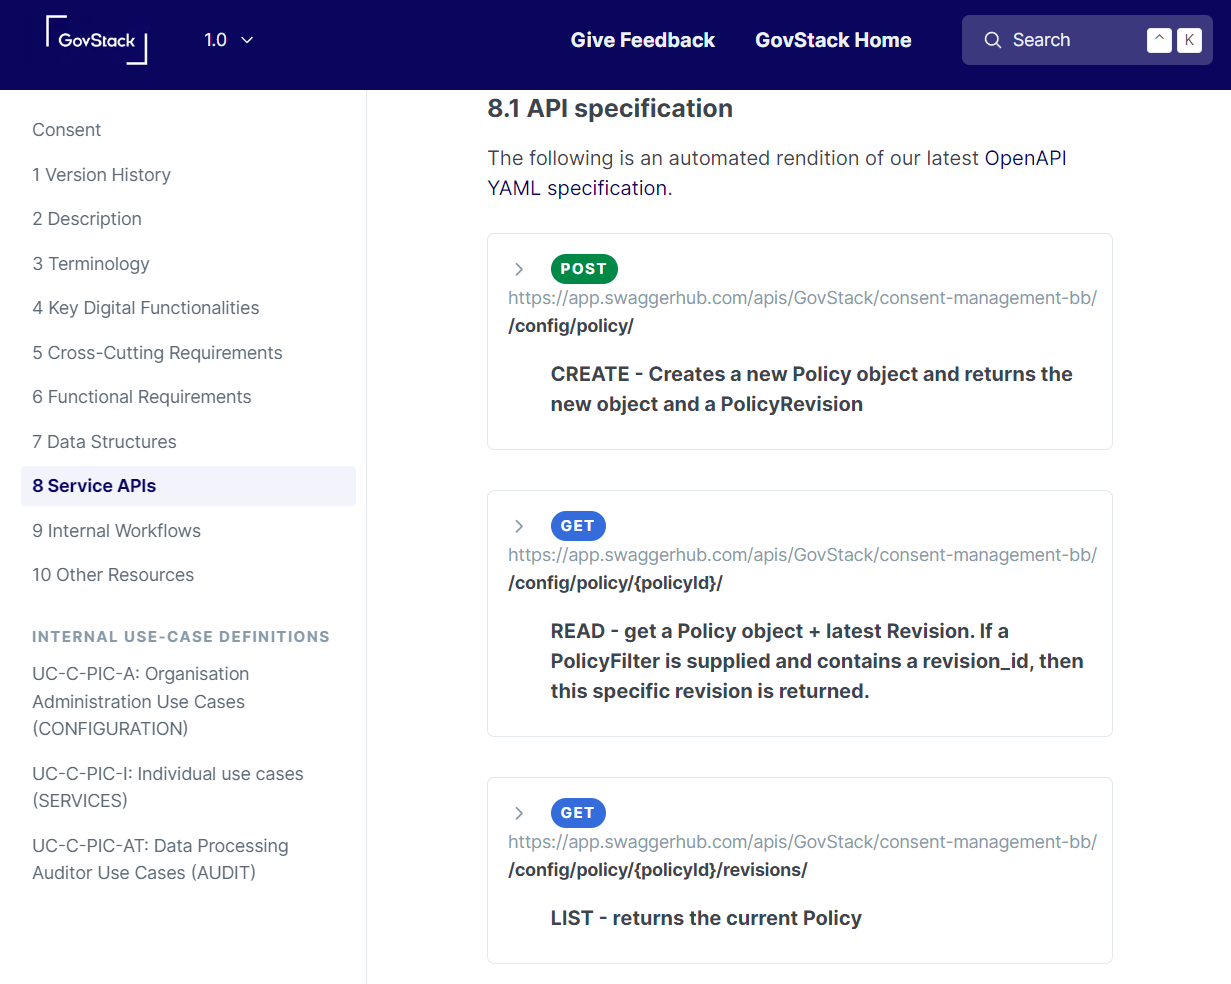 GovStack
1.0
Give Feedback
GovStack Home
Search
^ K
Consent
1 Version History
2 Description
3 Terminology
4 Key Digital Functionalities
5 Cross-Cutting Requirements
6 Functional Requirements
7 Data Structures
8 Service APIs
9 Internal Workflows
10 Other Resources
INTERNAL USE-CASE DEFINITIONS
UC-C-PIC-A: Organisation
Administration Use Cases
(CONFIGURATION)
UC-C-PIC-I: Individual use cases
(SERVICES)
UC-C-PIC-AT: Data Processing
Auditor Use Cases (AUDIT)
8.1 API specification
The following is an automated rendition of our latest OpenAPI
YAML specification.
POST
https://app.swaggerhub.com/apis/GovStack/consent-management-bb/
/config/policy/
CREATE - Creates a new Policy object and returns the
new object and a PolicyRevision
GET
https://app.swaggerhub.com/apis/GovStack/consent-management-bb/
/config/policy/{policyId}/
READ - get a Policy object + latest Revision. If a
PolicyFilter is supplied and contains a revision_id, then
this specific revision is returned.
GET
https://app.swaggerhub.com/apis/GovStack/consent-management-bb/
/config/policy/{policyId}/revisions/
LIST - returns the current Policy